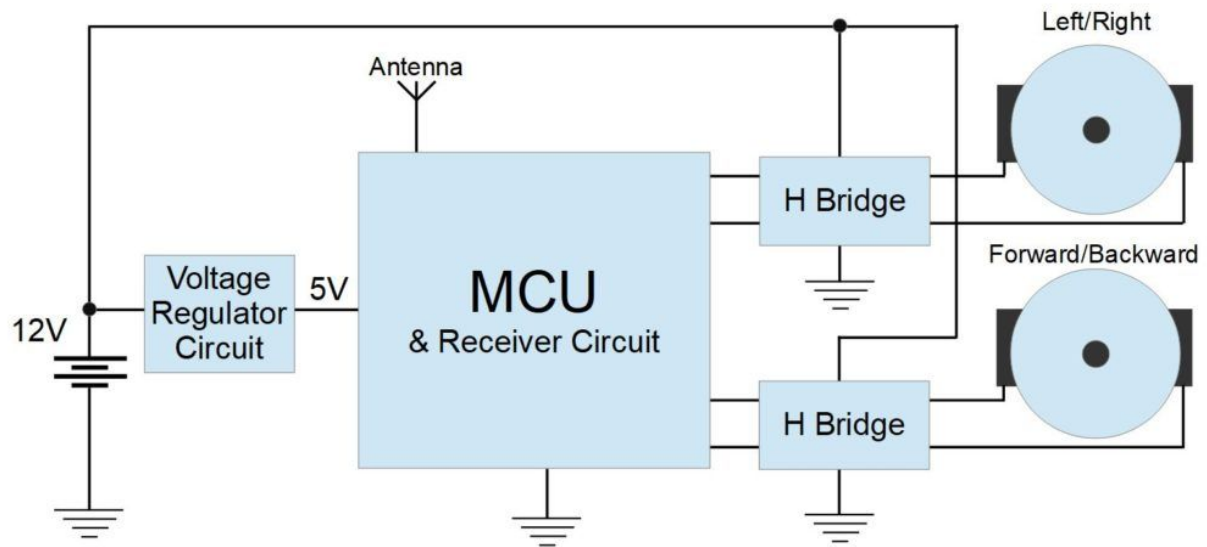 Left/Right
Antenna
H Bridge
Forward/Backward
Voltage
Regulator
Circuit
5V
12V
MCU
& Receiver Circuit
H Bridge